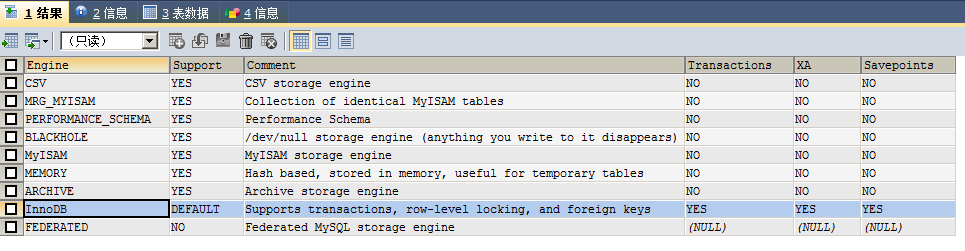 1 结果 2 信息 3 表数据 4 信息
（只读）
Engine Support Comment Transactions XA Savepoints
CSV YES CSV storage engine NO NO NO
MRG_MYISAM YES Collection of identical MyISAM tables NO NO NO
PERFORMANCE_SCHEMA YES Performance Schema NO NO NO
BLACKHOLE YES /dev/null storage engine (anything you write to it disappears) NO NO NO
MyISAM YES MyISAM storage engine NO NO NO
MEMORY YES Hash based, stored in memory, useful for temporary tables NO NO NO
ARCHIVE YES Archive storage engine NO NO NO
InnoDB DEFAULT Supports transactions, row-level locking, and foreign keys YES YES YES
FEDERATED NO Federated MySQL storage engine (NULL) (NULL) (NULL)